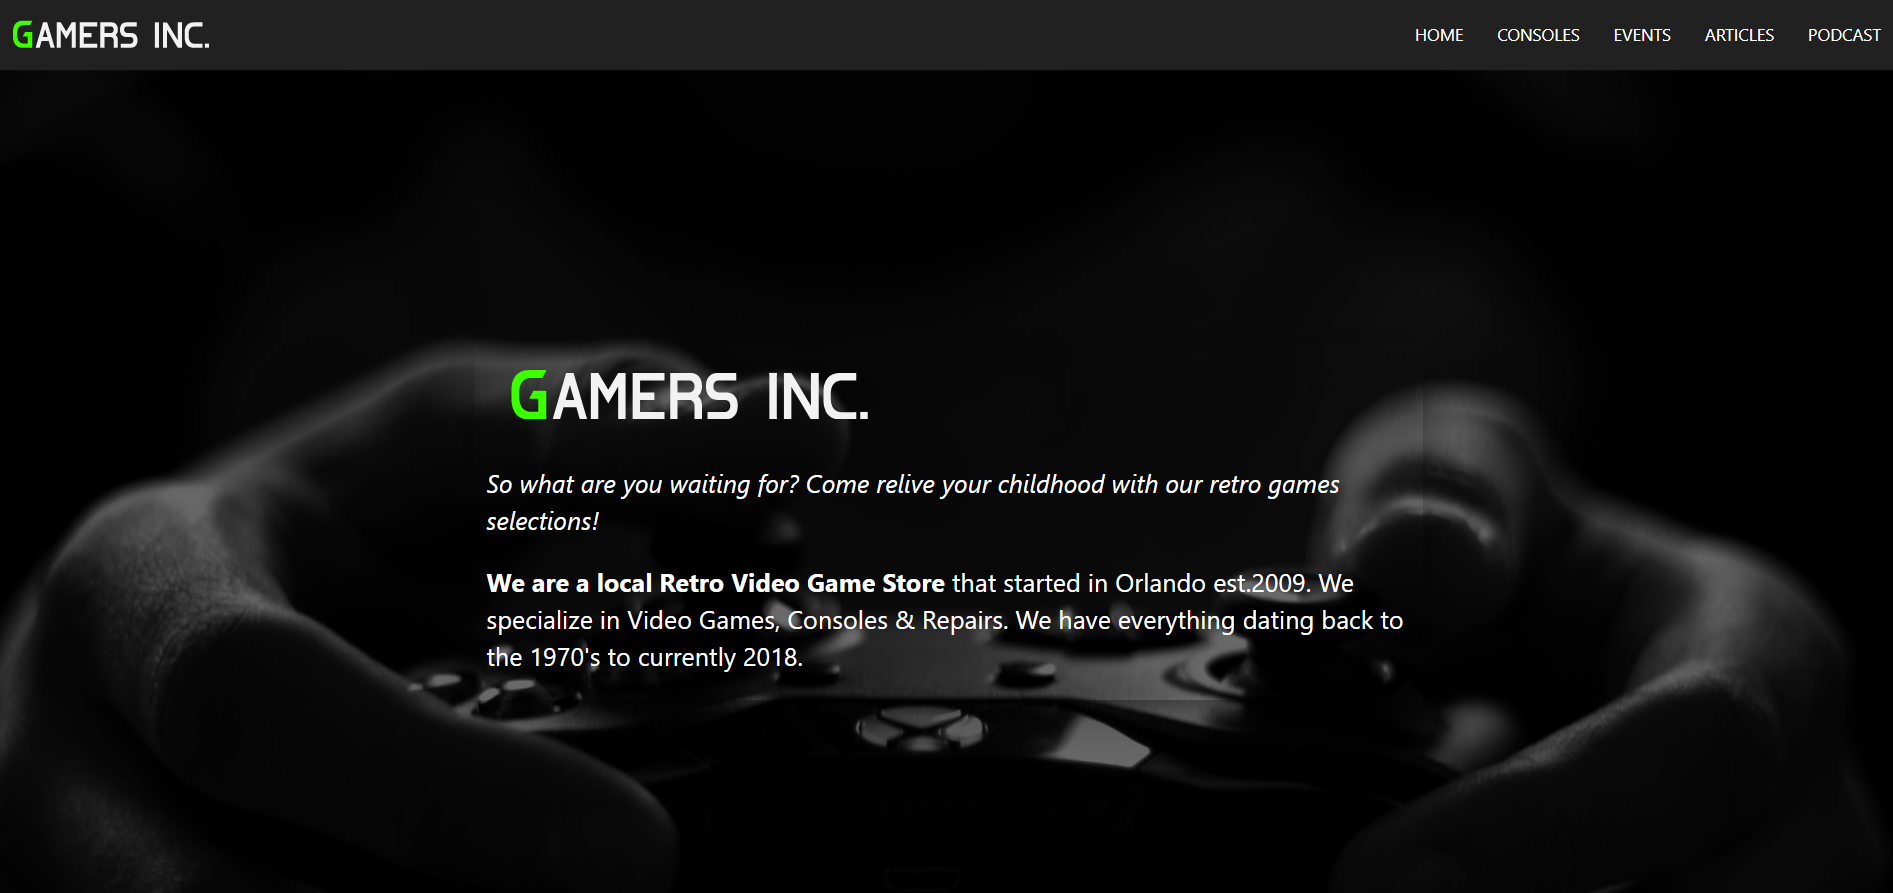 GAMERS INC.
HOME CONSOLES EVENTS ARTICLES PODCAST
GAMERS INC.
So what are you waiting for? Come relive your childhood with our retro games
selections!
We are a local Retro Video Game Store that started in Orlando est.2009. We
specialize in Video Games, Consoles & Repairs. We have everything dating back to
the 1970's to currently 2018.